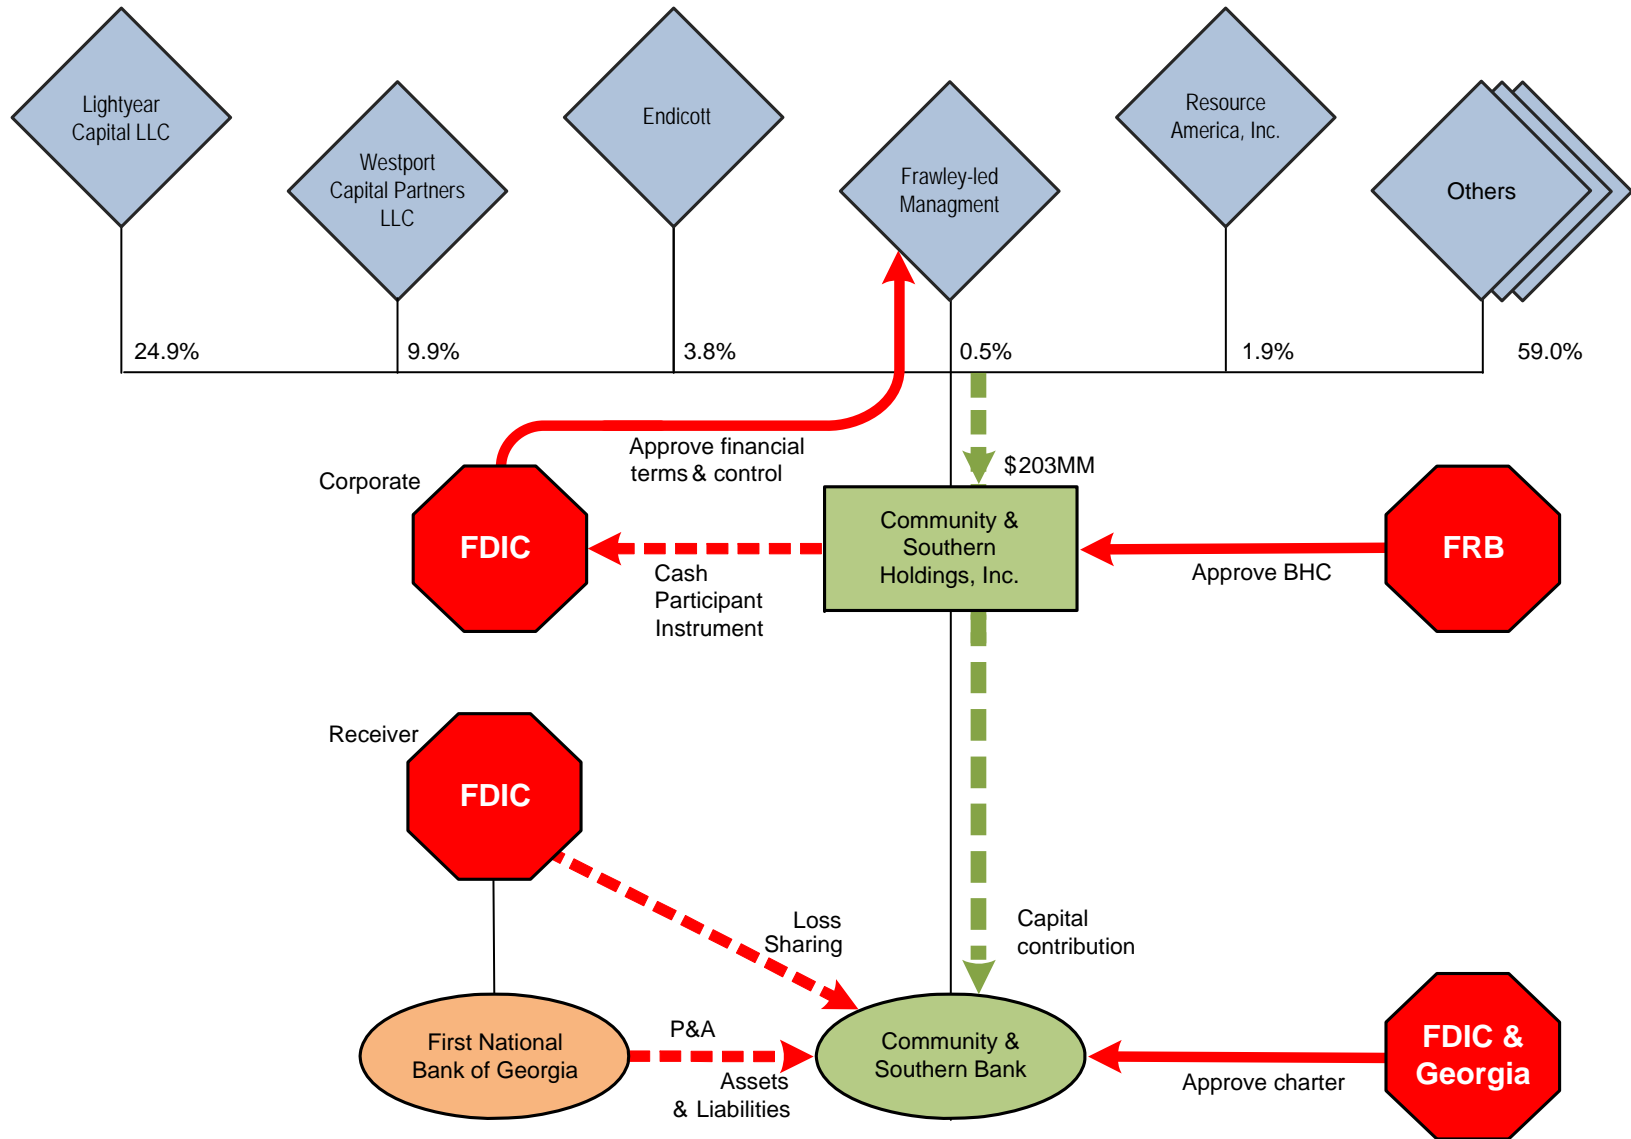 Lightyear
Capital LLC
Westport
Capital Partners
LLC
Endicott
Frawley-led
Managment
Resource
America, Inc.
Others
24.9%
9.9%
3.8%
0.5%
1.9%
59.0%
Approve financial
terms & control
$203MM
Corporate
FDIC
Cash
Participant
Instrument
Community &
Southern
Holdings, Inc.
Approve BHC
FRB
Receiver
FDIC
Loss
Sharing
Capital
contribution
First National
Bank of Georgia
P&A
Assets
& Liabilities
Community &
Southern Bank
Approve charter
FDIC &
Georgia